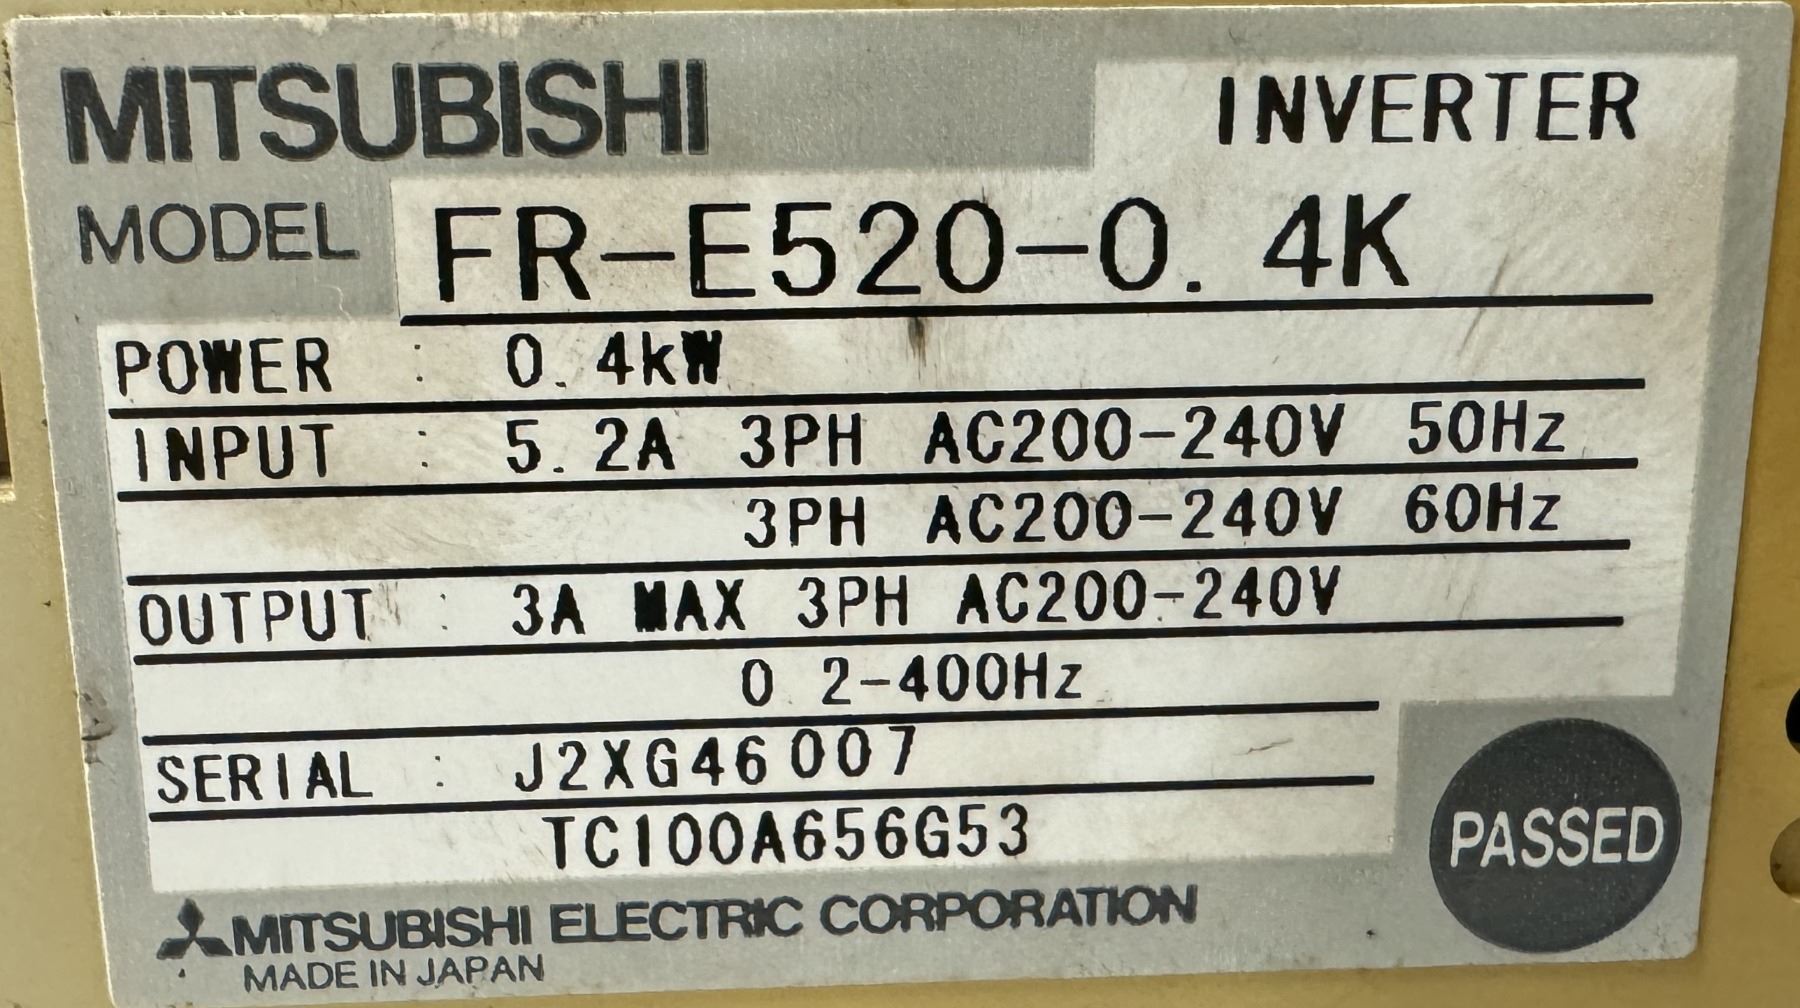 MITSUBISHI INVERTER
MODEL FR-E520-0.4K
POWER : 0.4kW
INPUT : 5.2A 3PH AC200-240V 50Hz
3PH AC200-240V 60Hz
OUTPUT : 3A MAX 3PH AC200-240V
0 2-400Hz
SERIAL : J2XG46007
TC100A656G53
PASSED
MITSUBISHI ELECTRIC CORPORATION
MADE IN JAPAN